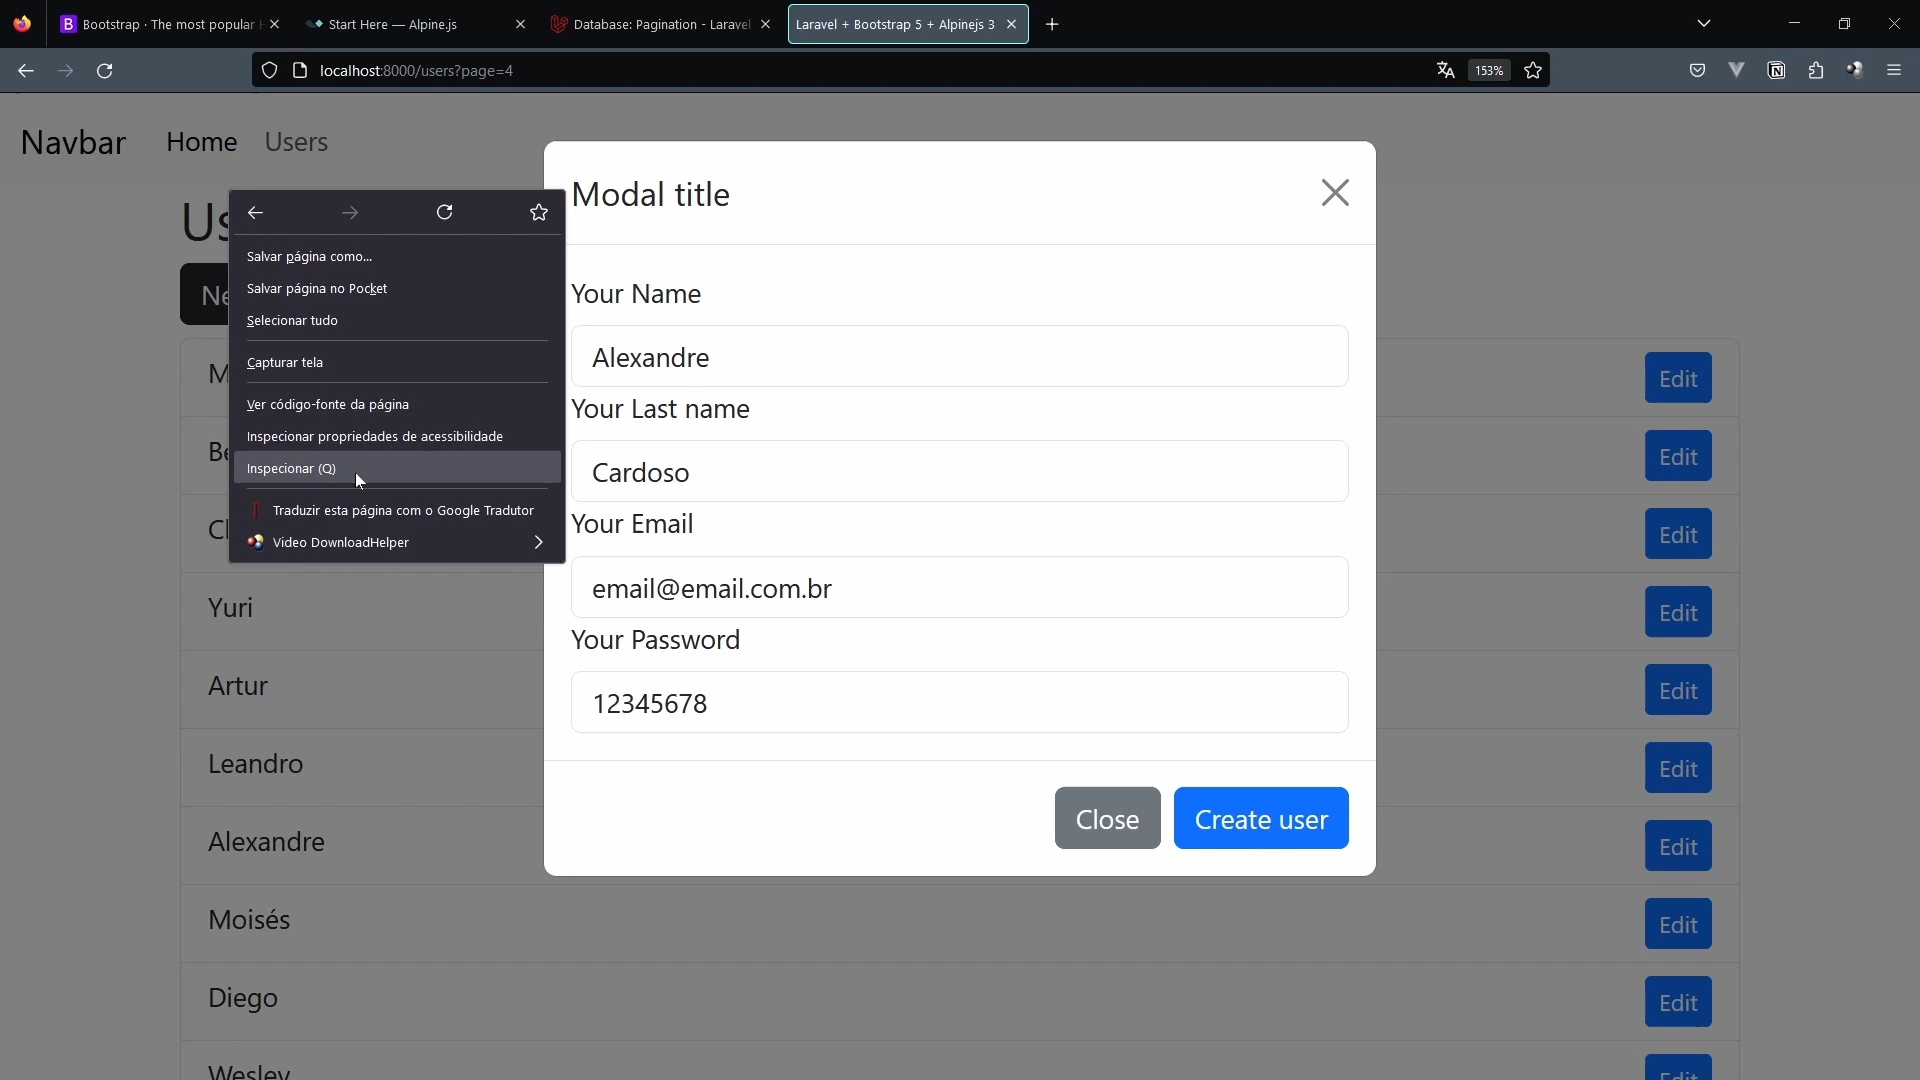 Bootstrap · The most popular H
Start Here — Alpine.js
Database: Pagination - Laravel
Laravel + Bootstrap 5 + Alpinejs 3
localhost:8000/users?page=4
153%
Navbar
Home
Users
Modal title
Us
Salvar página como...
Salvar página no Pocket
Selecionar tudo
Capturar tela
Ver código-fonte da página
Inspecionar propriedades de acessibilidade
Inspecionar (Q)
Traduzir esta página com o Google Tradutor
Video DownloadHelper
Ne
M
Be
Your Name
Alexandre
Your Last name
Cardoso
Your Email
email@email.com.br
Your Password
12345678
Close
Create user
Edit
Edit
Edit
Yuri
Edit
Artur
Edit
Leandro
Edit
Alexandre
Edit
Moisés
Edit
Diego
Edit
Wesley
Edit